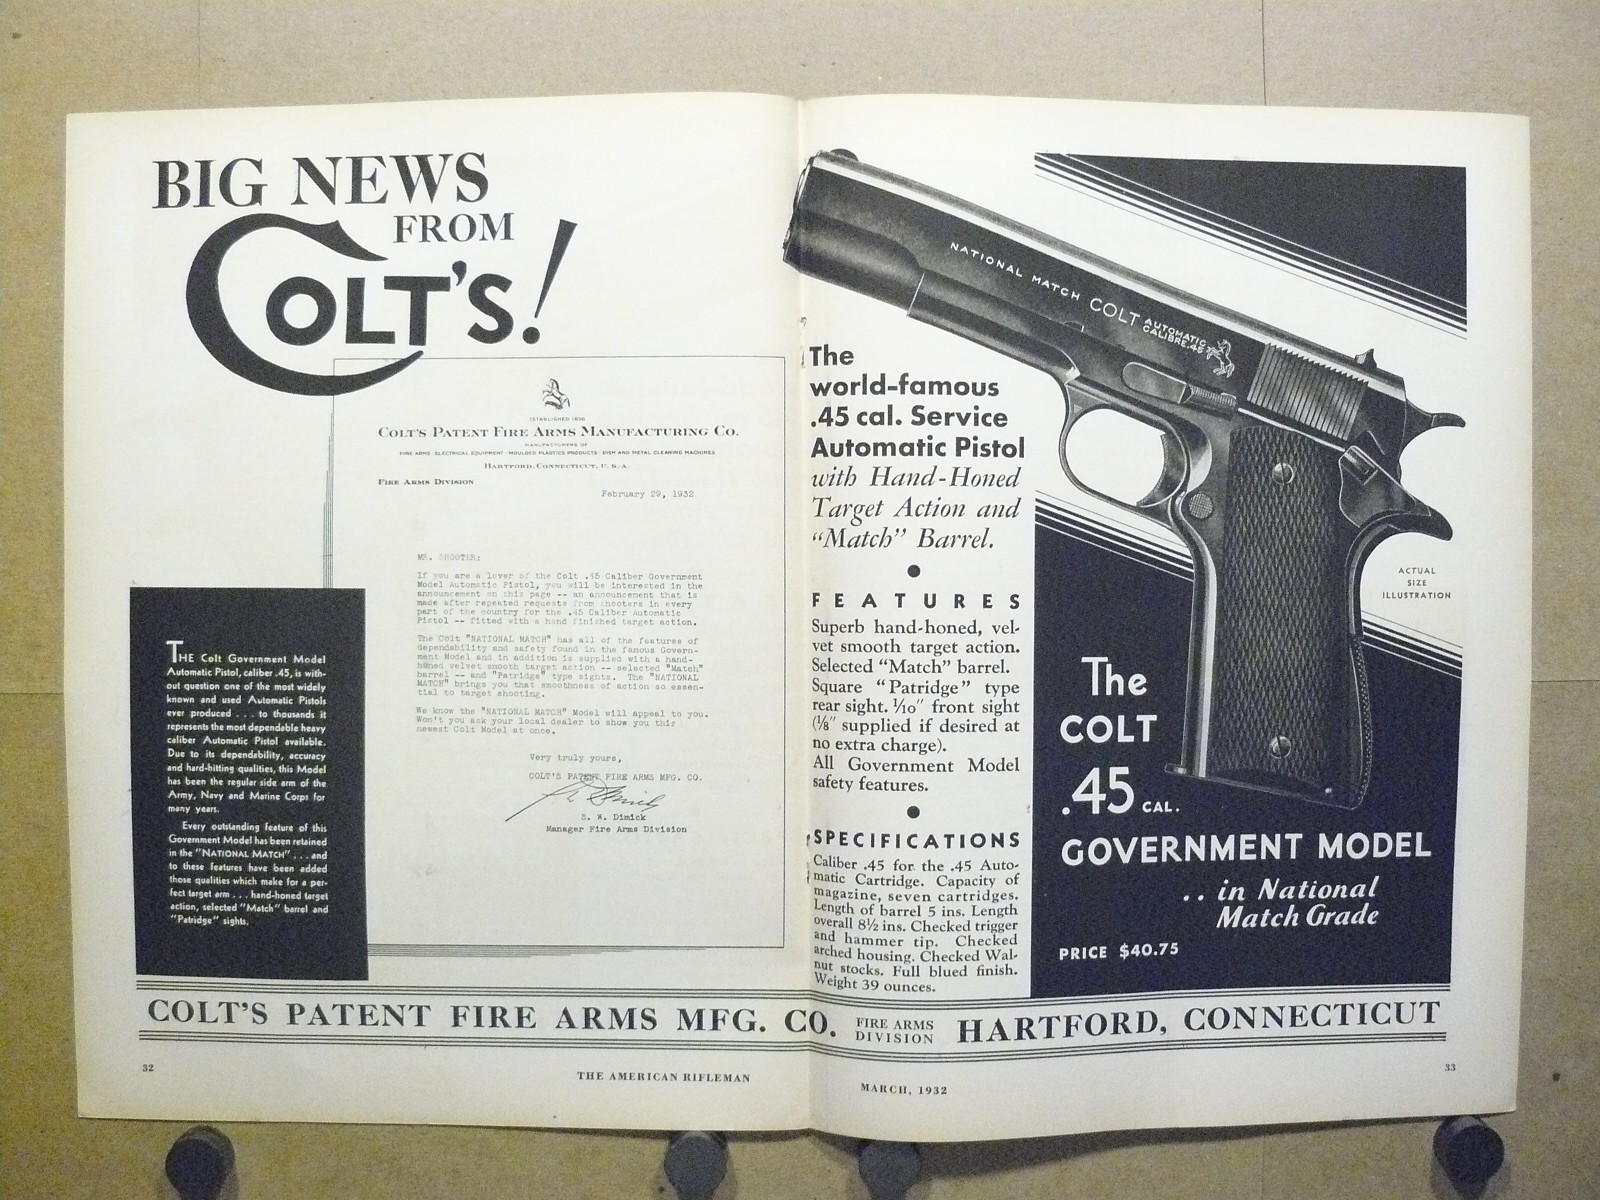 BIG NEWS
FROM
COLT'S!
ESTABLISHED 1836
COLT'S PATENT FIRE ARMS MANUFACTURING CO.
MANUFACTURERS OF
FIRE ARMS · ELECTRICAL EQUIPMENT · MOULDED PLASTICS PRODUCTS · DISH AND METAL CLEANING MACHINES
HARTFORD, CONNECTICUT, U. S. A.
FIRE ARMS DIVISION
February 29, 1932
MR. SHOOTER:
If you are a lover of the Colt .45 Caliber Government
Model Automatic Pistol, you will be interested in the
announcement on this page -- an announcement that is
made after repeated requests from shooters in every
part of the country for the .45 Caliber Automatic
Pistol -- fitted with a hand finished target action.
The Colt "NATIONAL MATCH" has all of the features of
dependability and safety found in the famous Govern-
ment Model and in addition is supplied with a hand-
honed velvet smooth target action -- selected "Match"
barrel -- and "Patridge" type sights. The "NATIONAL
MATCH" brings you that smoothness of action so essen-
tial to target shooting.
We know the "NATIONAL MATCH" Model will appeal to you.
Won't you ask your local dealer to show you this
newest Colt Model at once.
Very truly yours,
COLT'S PATENT FIRE ARMS MFG. CO.
S. W. Dimick
Manager Fire Arms Division
THE Colt Government Model
Automatic Pistol, caliber .45, is with-
out question one of the most widely
known and used Automatic Pistols
ever produced . . . to thousands it
represents the most dependable heavy
caliber Automatic Pistol available.
Due to its dependability, accuracy
and hard-hitting qualities, this Model
has been the regular side arm of the
Army, Navy and Marine Corps for
many years.
Every outstanding feature of this
Government Model has been retained
in the "NATIONAL MATCH" . . . and
to these features have been added
those qualities which make for a per-
fect target arm . . . hand-honed target
action, selected "Match" barrel and
"Patridge" sights.
NATIONAL MATCH COLT AUTOMATIC
CALIBRE .45
The
world-famous
.45 cal. Service
Automatic Pistol
with Hand-Honed
Target Action and
"Match" Barrel.
FEATURES
Superb hand-honed, vel-
vet smooth target action.
Selected "Match" barrel.
Square "Patridge" type
rear sight. 1/10" front sight
(1/8" supplied if desired at
no extra charge).
All Government Model
safety features.
SPECIFICATIONS
Caliber .45 for the .45 Auto-
matic Cartridge. Capacity of
magazine, seven cartridges.
Length of barrel 5 ins. Length
overall 8½ ins. Checked trigger
and hammer tip. Checked
arched housing. Checked Wal-
nut stocks. Full blued finish.
Weight 39 ounces.
ACTUAL
SIZE
ILLUSTRATION
The
COLT
.45 CAL.
GOVERNMENT MODEL
. . in National
Match Grade
PRICE $40.75
COLT'S PATENT FIRE ARMS MFG. CO. FIRE ARMS DIVISION HARTFORD, CONNECTICUT
32
THE AMERICAN RIFLEMAN
MARCH, 1932
33